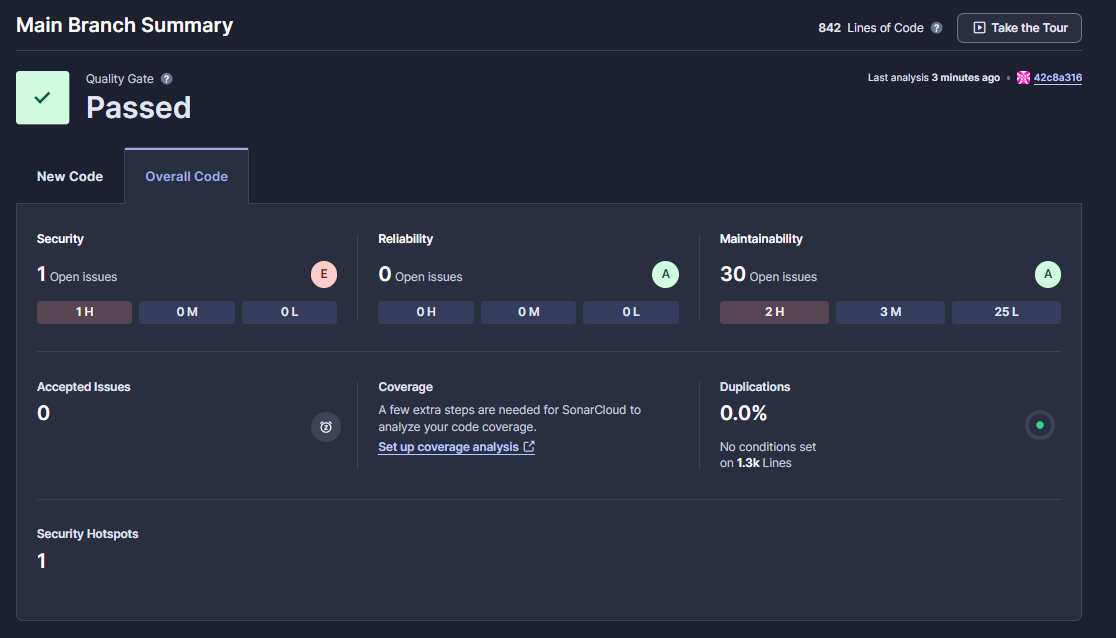 Main Branch Summary
842 Lines of Code ?
Take the Tour
Quality Gate ?
Passed
Last analysis 3 minutes ago • 42c8a316
New Code
Overall Code
Security
1 Open issues
E
1 H
0 M
0 L
Reliability
0 Open issues
A
0 H
0 M
0 L
Maintainability
30 Open issues
A
2 H
3 M
25 L
Accepted Issues
0
Coverage
A few extra steps are needed for SonarCloud to
analyze your code coverage.
Set up coverage analysis
Duplications
0.0%
No conditions set
on 1.3k Lines
Security Hotspots
1